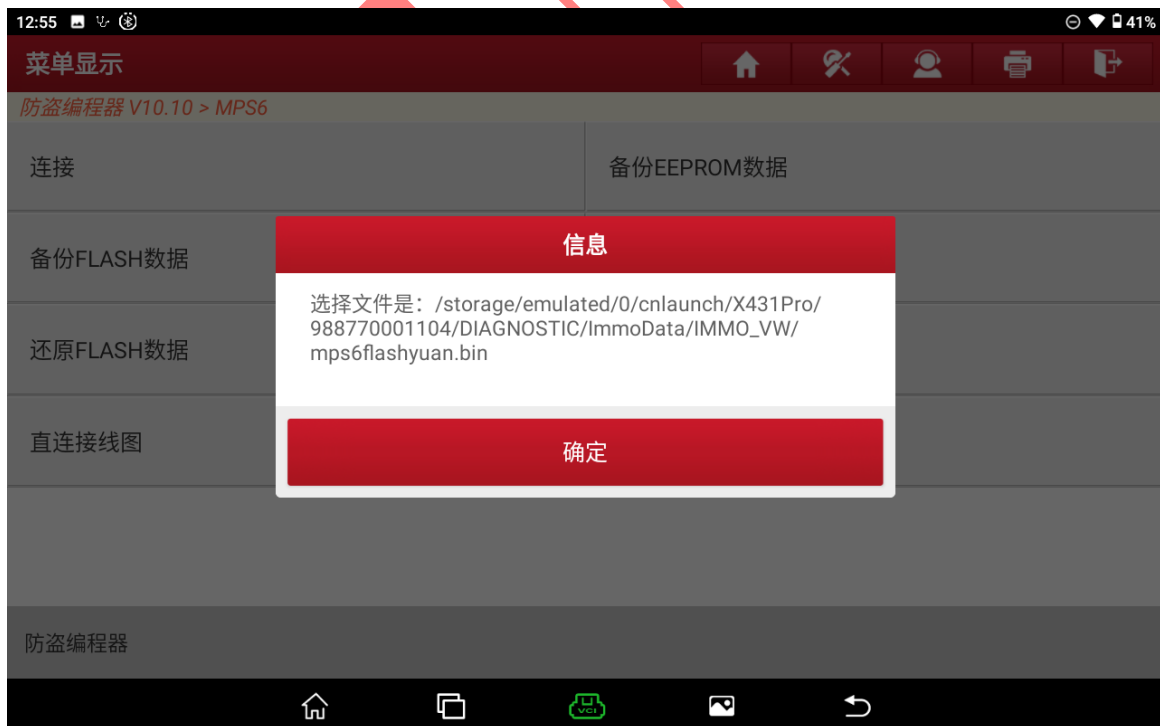 12:55
41%
菜单显示
防盗编程器 V10.10 > MPS6
连接
备份EEPROM数据
备份FLASH数据
信息
选择文件是：/storage/emulated/0/cnlaunch/X431Pro/
988770001104/DIAGNOSTIC/ImmoData/IMMO_VW/
mps6flashyuan.bin
还原FLASH数据
直连接线图
确定
防盗编程器
VCI